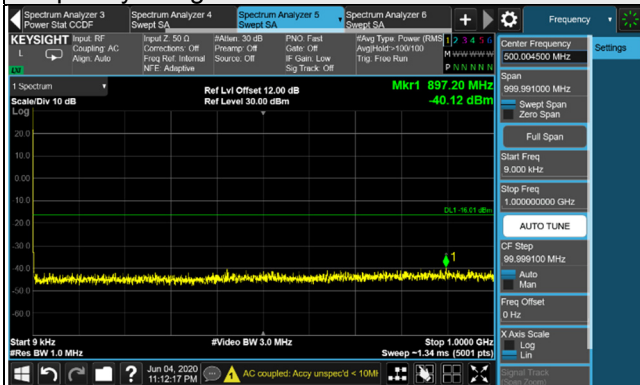 Spectrum Analyzer 3
Power Stat CCDF
Spectrum Analyzer 4
Swept SA
Spectrum Analyzer 5
Swept SA
Spectrum Analyzer 6
Swept SA
+
Frequency
KEYSIGHT
L
LV
Input: RF
Coupling: AC
Align: Auto
Input Z: 50 Ω
Corrections: Off
Freq Ref: Internal
NFE: Adaptive
#Atten: 30 dB
Preamp: Off
Source: Off
PNO: Fast
Gate: Off
IF Gain: Low
Sig Track: Off
#Avg Type: Power (RMS
Avg|Hold:>100/100
Trig: Free Run
1 2 3 4 5 6
M W W W W W
P N N N N N
Center Frequency
500.004500 MHz
Settings
1 Spectrum
Scale/Div 10 dB
Log
Ref Lvl Offset 12.00 dB
Ref Level 30.00 dBm
Mkr1 897.20 MHz
-40.12 dBm
Span
999.991000 MHz
Swept Span
Zero Span
Full Span
Start Freq
9.000 kHz
Stop Freq
1.000000000 GHz
AUTO TUNE
CF Step
99.999100 MHz
Auto
Man
Freq Offset
0 Hz
X Axis Scale
Log
Lin
Signal Track
(Span Zoom)
20.0
10.0
0.00
-10.0
-20.0
-30.0
-40.0
-50.0
-60.0
DL1 -16.01 dBm
1
Start 9 kHz
#Res BW 1.0 MHz
#Video BW 3.0 MHz
Stop 1.0000 GHz
Sweep ~1.34 ms (5001 pts)
?
Jun 04, 2020
11:12:17 PM
AC coupled: Accy unspec'd < 10MH